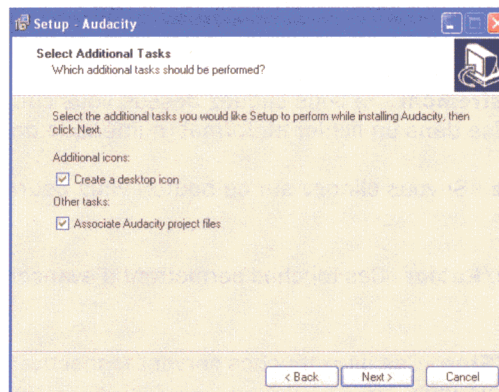 Setup - Audacity
Select Additional Tasks
Which additional tasks should be performed?
Select the additional tasks you would like Setup to perform while installing Audacity, then
click Next.
Additional icons:
Create a desktop icon
Other tasks:
Associate Audacity project files
< Back
Next >
Cancel